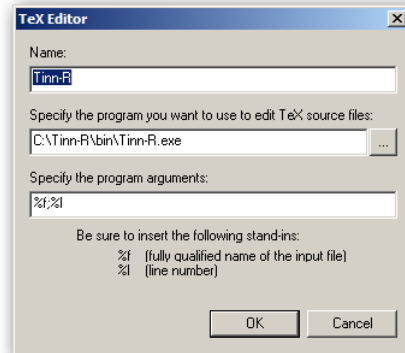 TeX Editor
Name:
Tinn-R
Specify the program you want to use to edit TeX source files:
C:\Tinn-R\bin\Tinn-R.exe
...
Specify the program arguments:
%f;%l
Be sure to insert the following stand-ins:
%f (fully qualified name of the input file)
%l (line number)
OK Cancel